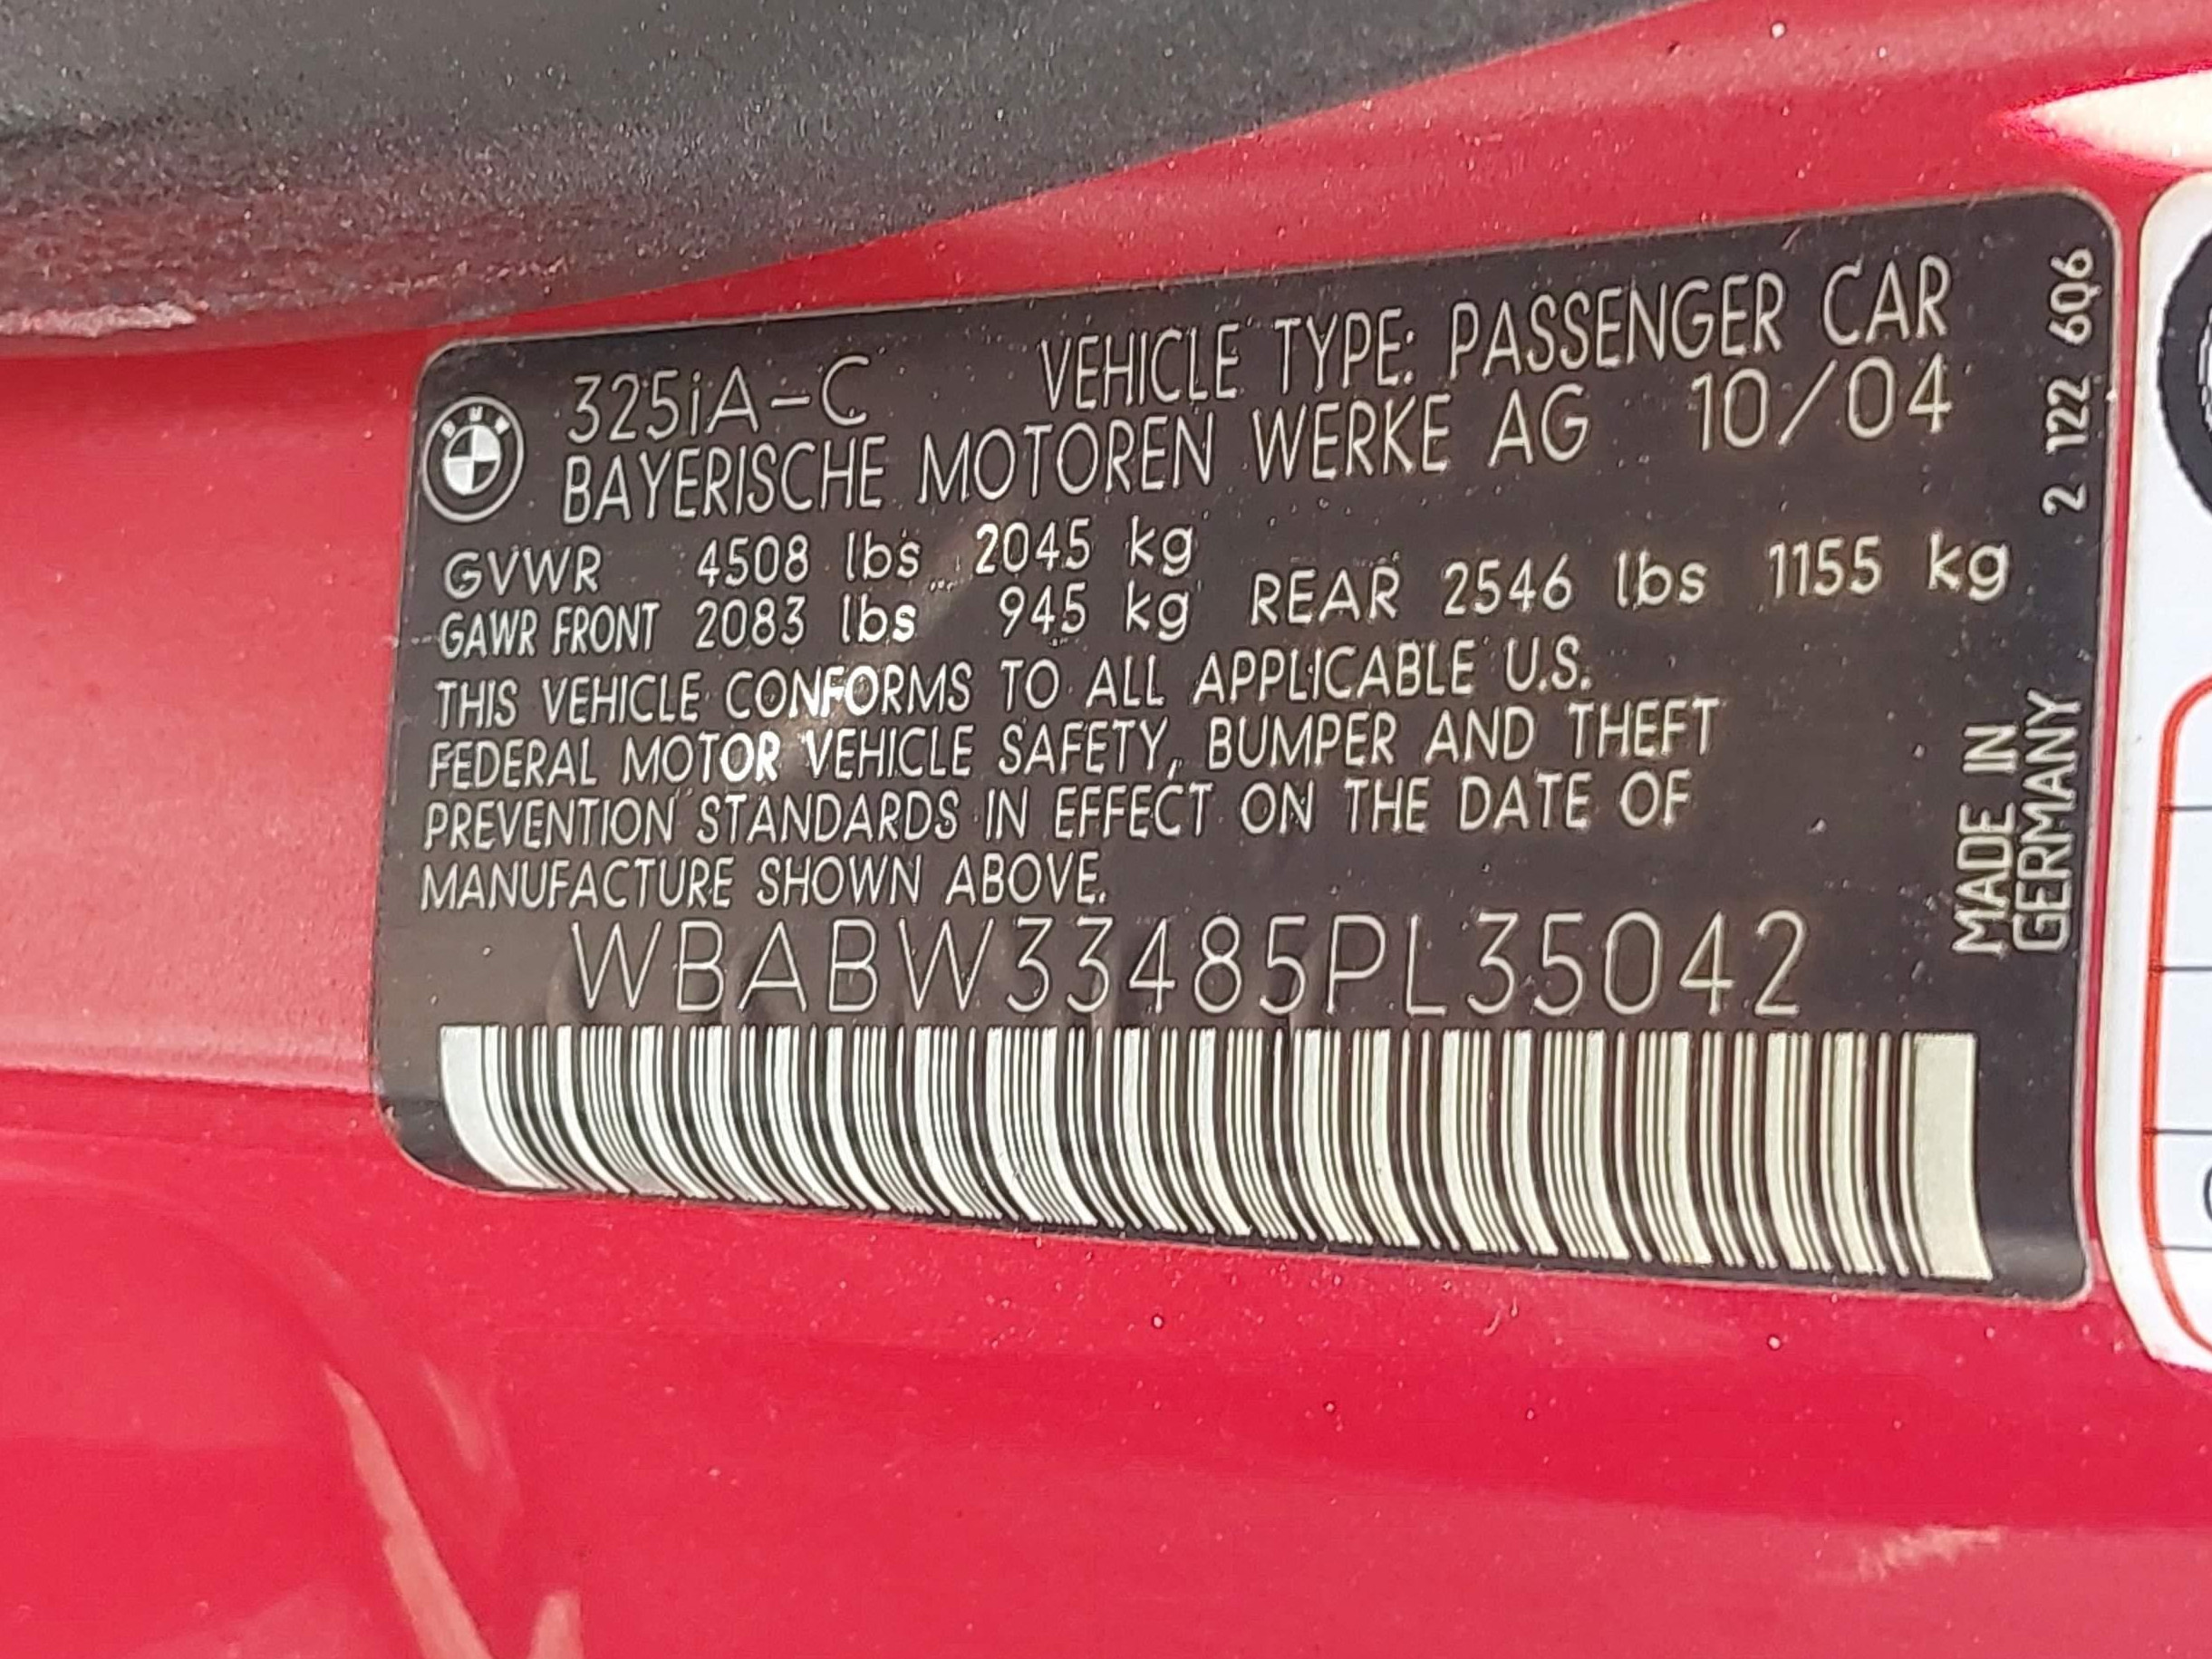 325iA-C VEHICLE TYPE: PASSENGER CAR
BAYERISCHE MOTOREN WERKE AG 10/04
GVWR 4508 lbs 2045 kg
GAWR FRONT 2083 lbs 945 kg REAR 2546 lbs 1155 kg
THIS VEHICLE CONFORMS TO ALL APPLICABLE U.S.
FEDERAL MOTOR VEHICLE SAFETY, BUMPER AND THEFT
PREVENTION STANDARDS IN EFFECT ON THE DATE OF
MANUFACTURE SHOWN ABOVE.
WBABW33485PL35042
2 122 606
MADE IN
GERMANY
BMW